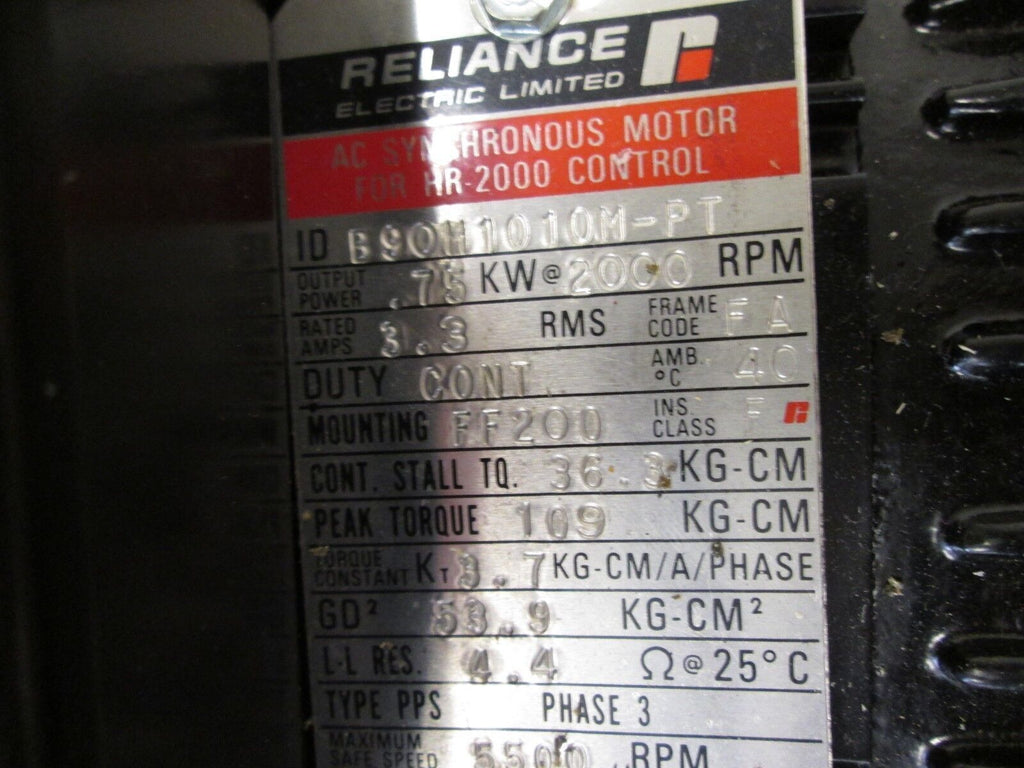 RELIANCE
ELECTRIC LIMITED
AC SYNCHRONOUS MOTOR
FOR HR-2000 CONTROL
ID B90H1010M-PT
OUTPUT POWER .75 KW@2000 RPM
RATED AMPS 3.3 RMS FRAME CODE FA
DUTY CONT. AMB. °C 40
MOUNTING FF200 INS. CLASS F
CONT. STALL TQ. 36.3 KG-CM
PEAK TORQUE 109 KG-CM
TORQUE CONSTANT KT 3.7 KG-CM/A/PHASE
GD² 53.9 KG-CM²
L-L RES. 4.4 Ω@25°C
TYPE PPS PHASE 3
MAXIMUM SAFE SPEED 5500 RPM